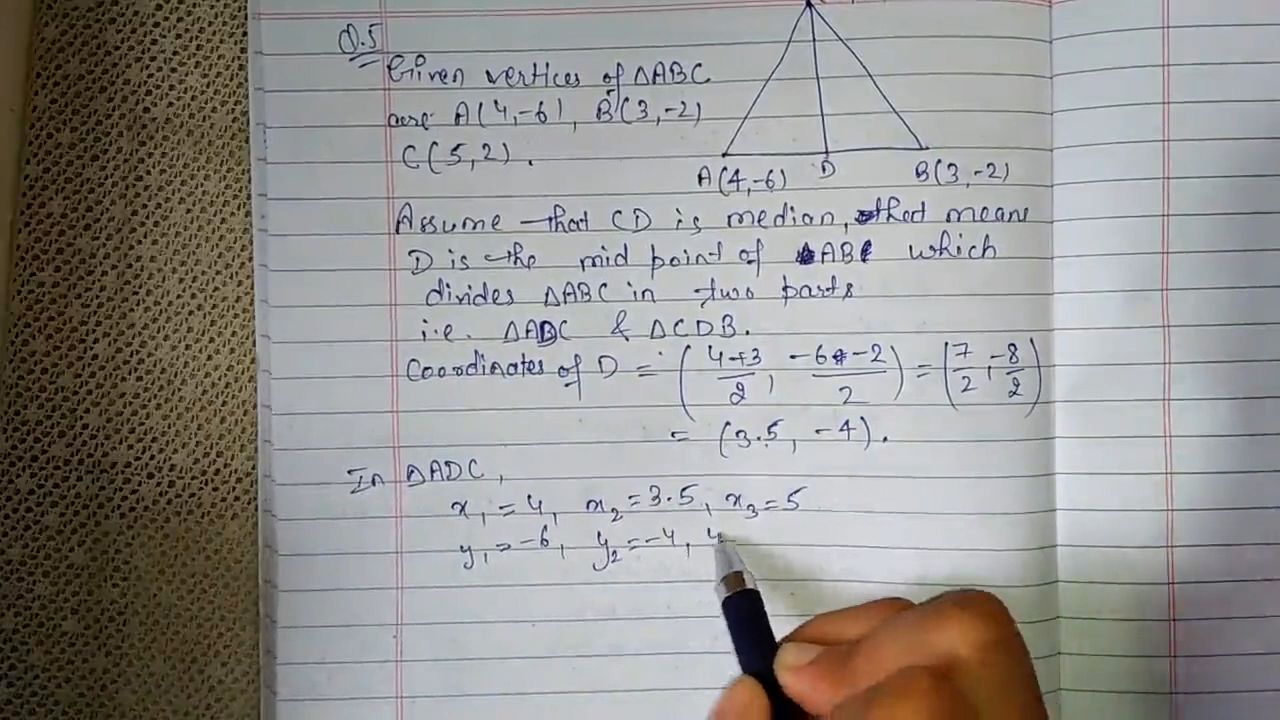 Q.5
Given vertices of ΔABC
are A(4,-6), B(3,-2)
C(5,2).
A(4,-6) D B(3,-2)
Assume that CD is median, that means
D is the mid point of AB which
divides ΔABC in two parts
i.e. ΔADC & ΔCDB.
Coordinates of D = (4+3/2, -6+-2/2) = (7/2, -8/2)
= (3.5, -4).
In ΔADC,
x₁=4, x₂=3.5, x₃=5
y₁=-6, y₂=-4, y